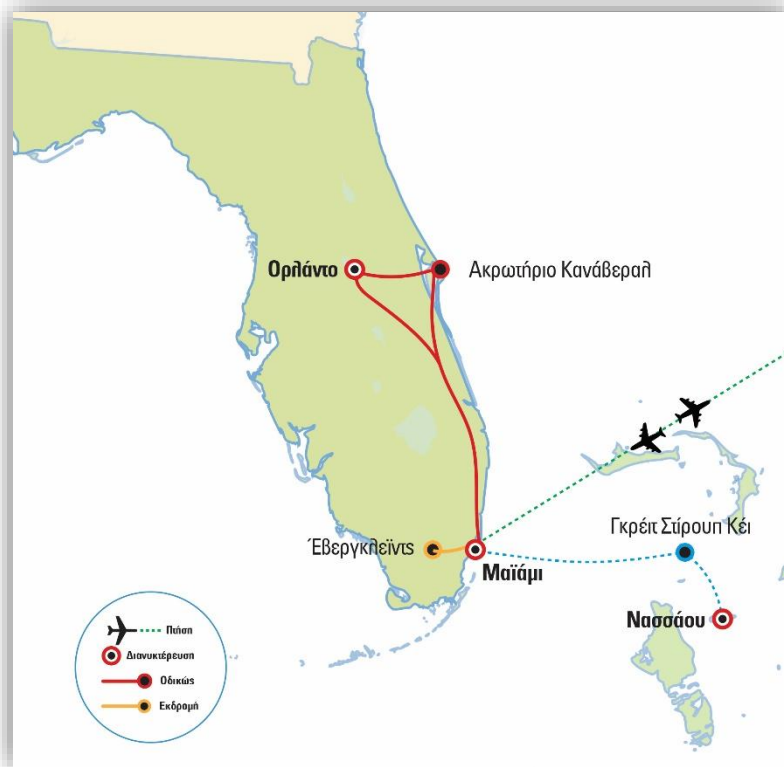 Ορλάντο
Ακρωτήριο Κανάβεραλ
Γκρέιτ Στίρουπ Κέι
Έβεργκλεϊντς
Μαϊάμι
Νασσάου
Πτήση
Διανυκτέρευση
Οδικώς
Εκδρομή